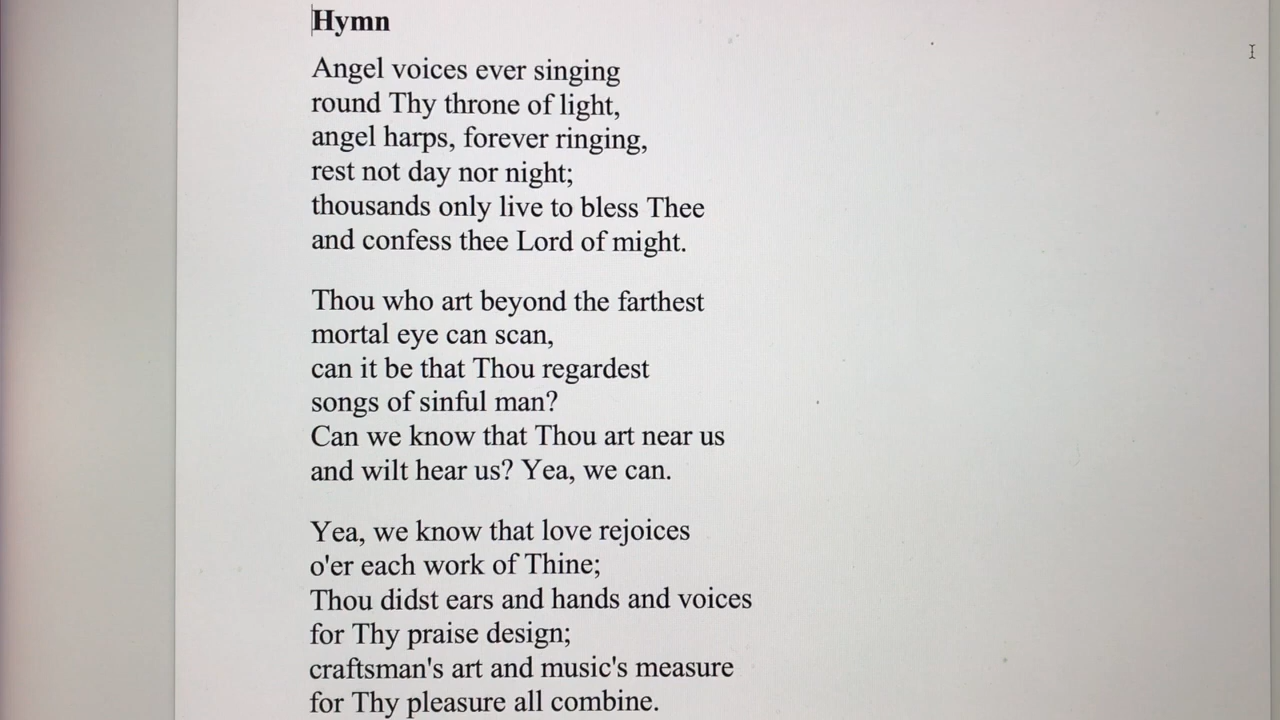 Hymn
Angel voices ever singing
round Thy throne of light,
angel harps, forever ringing,
rest not day nor night;
thousands only live to bless Thee
and confess thee Lord of might.
Thou who art beyond the farthest
mortal eye can scan,
can it be that Thou regardest
songs of sinful man?
Can we know that Thou art near us
and wilt hear us? Yea, we can.
Yea, we know that love rejoices
o'er each work of Thine;
Thou didst ears and hands and voices
for Thy praise design;
craftsman's art and music's measure
for Thy pleasure all combine.